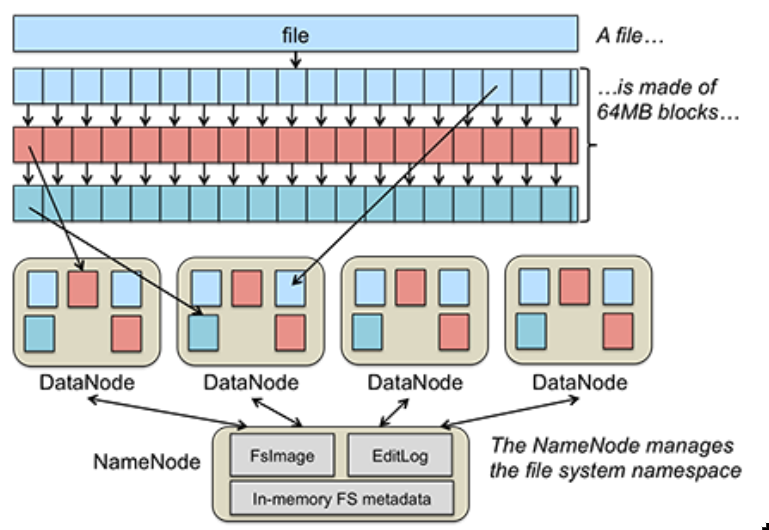 file
A file...
...is made of
64MB blocks...
DataNode
DataNode
DataNode
DataNode
NameNode
FsImage
EditLog
In-memory FS metadata
The NameNode manages
the file system namespace